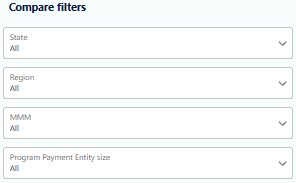 Compare filters
State
All
Region
All
MMM
All
Program Payment Entity size
All